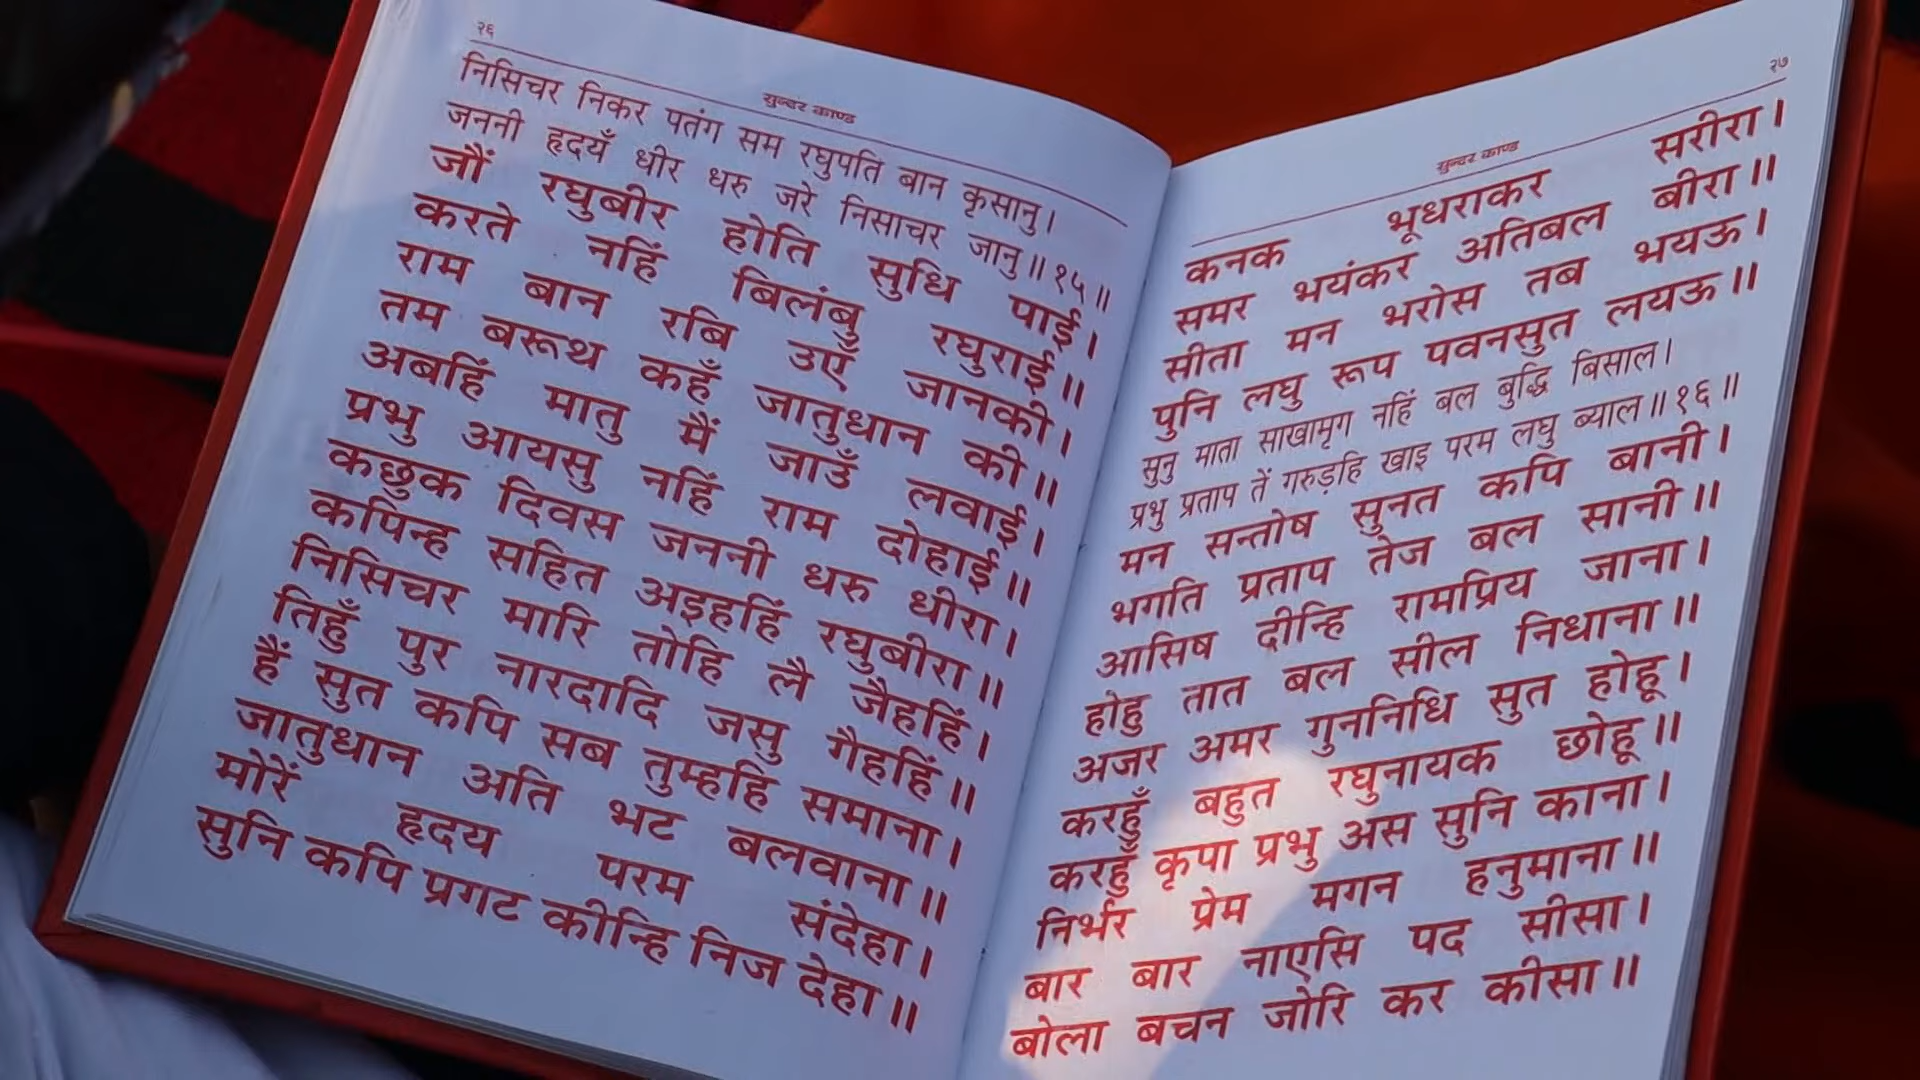 २६
सुन्दर काण्ड
निसिचर निकर पतंग सम रघुपति बान कृसानु।
जननी हृदयँ धीर धरु जरे निसाचर जानु॥१५॥
जौं रघुबीर होति सुधि पाई।
करते नहिं बिलंबु रघुराई॥
राम बान रबि उएँ जानकी।
तम बरूथ कहँ जातुधान की॥
अबहिं मातु मैं जाउँ लवाई।
प्रभु आयसु नहिं राम दोहाई॥
कछुक दिवस जननी धरु धीरा।
कपिन्ह सहित अइहहिं रघुबीरा॥
निसिचर मारि तोहि लै जैहहिं।
तिहुँ पुर नारदादि जसु गैहहिं॥
हैं सुत कपि सब तुम्हहि समाना।
जातुधान अति भट बलवाना॥
मोरें हृदय परम संदेहा।
सुनि कपि प्रगट कीन्हि निज देहा॥
२७
सुन्दर काण्ड
कनक भूधराकर सरीरा।
समर भयंकर अतिबल बीरा॥
सीता मन भरोस तब भयऊ।
पुनि लघु रूप पवनसुत लयऊ॥
सुनु माता साखामृग नहिं बल बुद्धि बिसाल।
प्रभु प्रताप तें गरुड़हि खाइ परम लघु ब्याल॥१६॥
मन सन्तोष सुनत कपि बानी।
भगति प्रताप तेज बल सानी॥
आसिष दीन्हि रामप्रिय जाना।
होहु तात बल सील निधाना॥
अजर अमर गुननिधि सुत होहू।
करहुँ बहुत रघुनायक छोहू॥
करहुँ कृपा प्रभु अस सुनि काना।
निर्भर प्रेम मगन हनुमाना॥
बार बार नाएसि पद सीसा।
बोला बचन जोरि कर कीसा॥